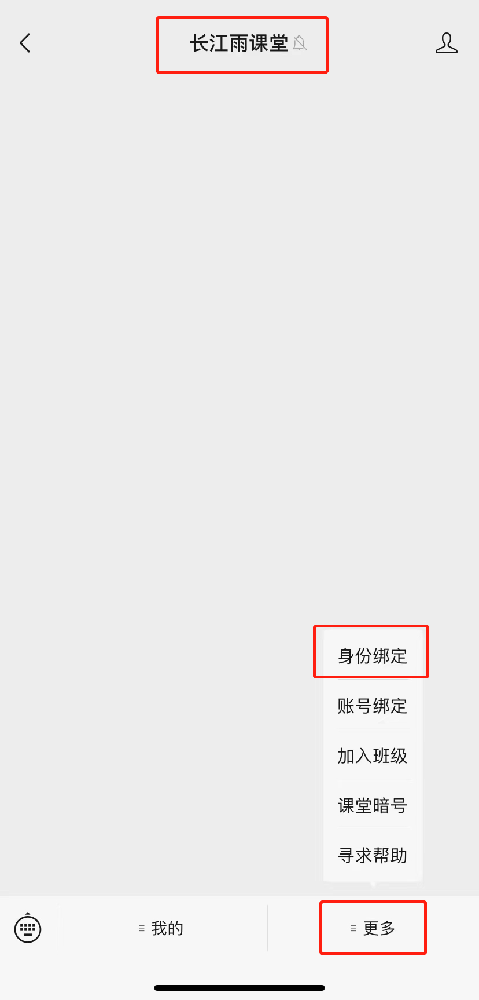 长江雨课堂
身份绑定
账号绑定
加入班级
课堂暗号
寻求帮助
我的
更多